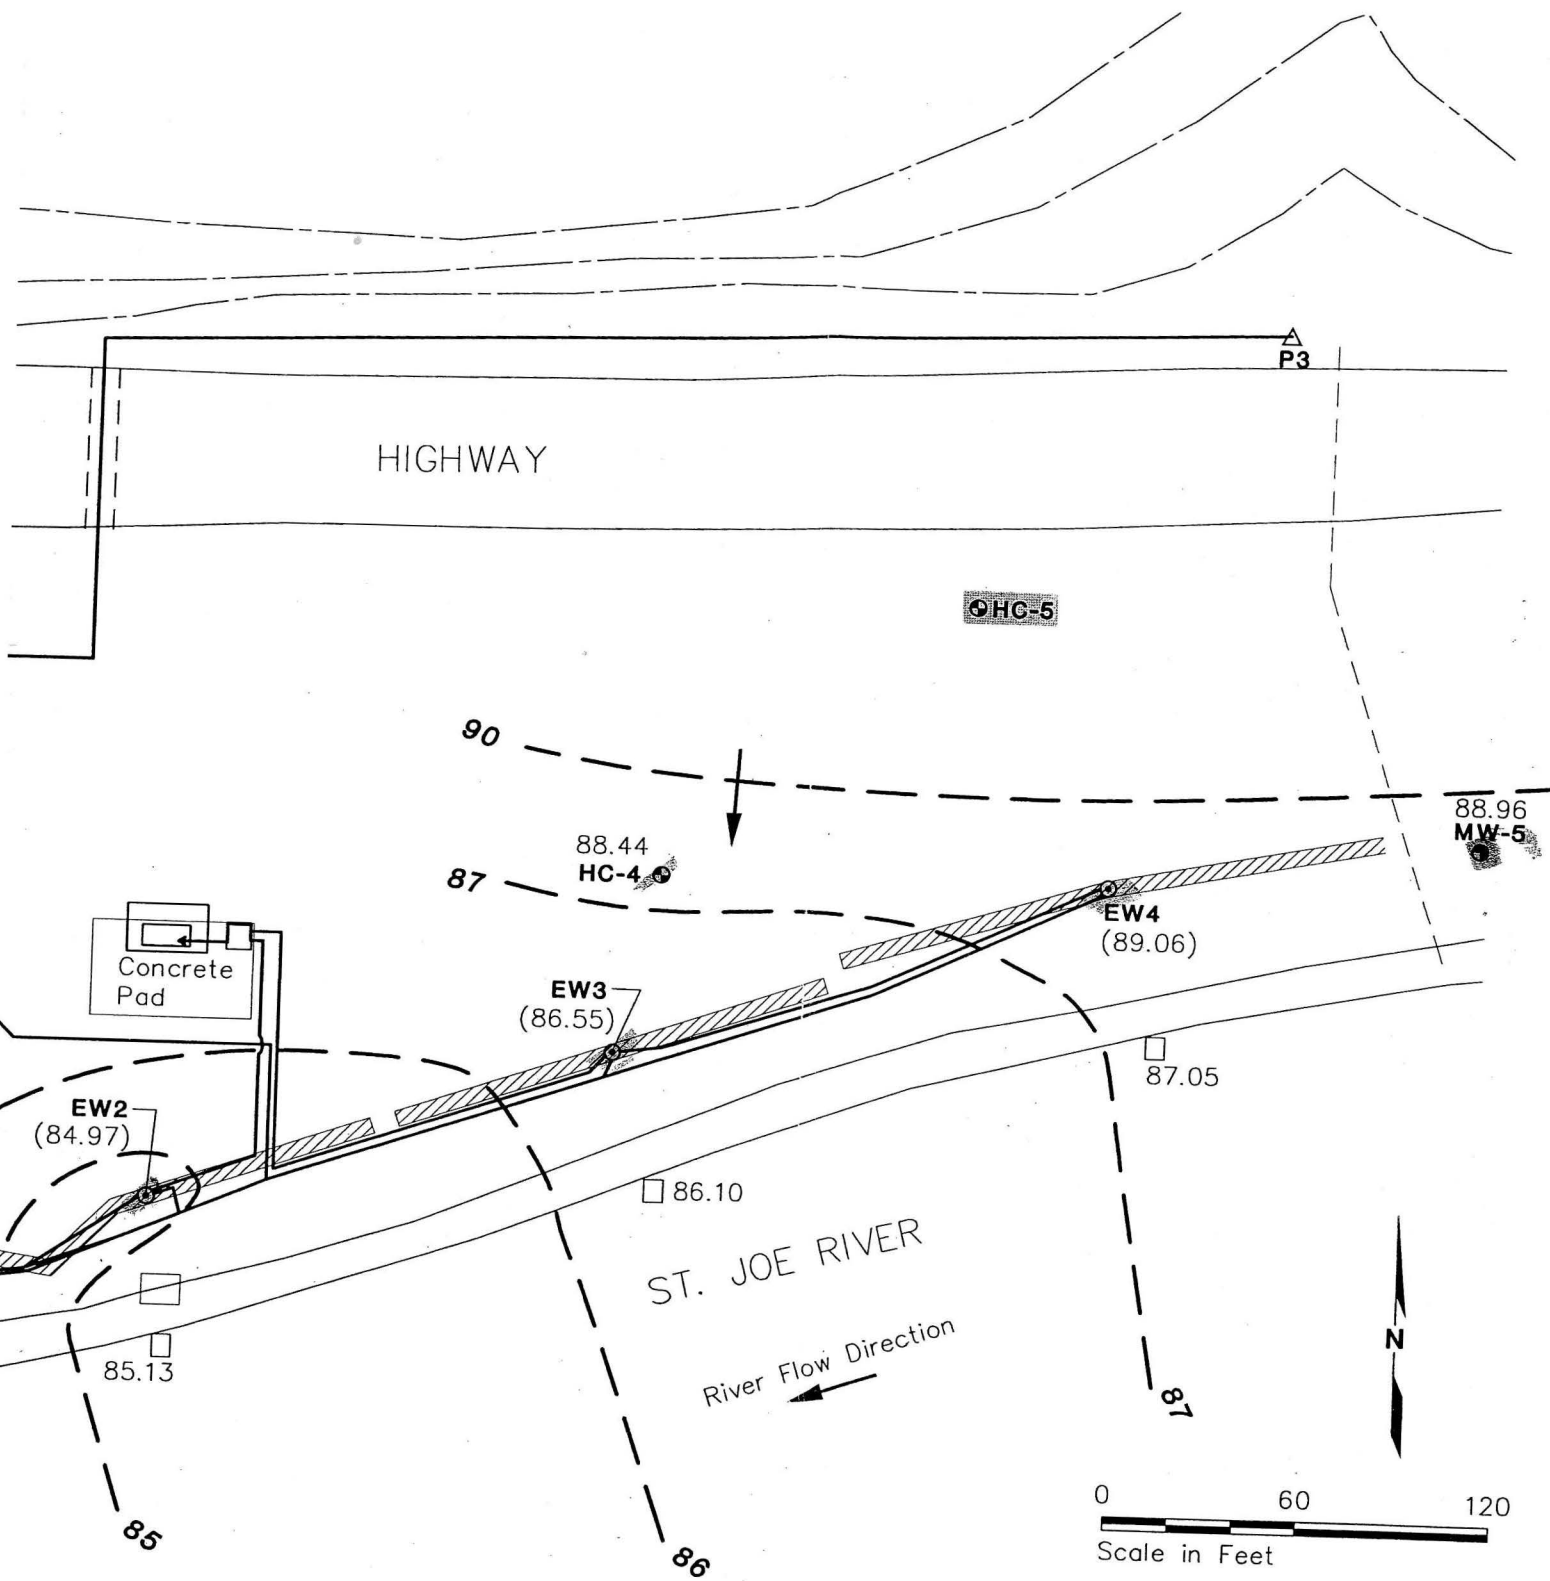 P3
HIGHWAY
HC-5
90
88.96
MW-5
88.44
HC-4
87
EW4
(89.06)
Concrete
Pad
EW3
(86.55)
87.05
EW2
(84.97)
86.10
ST. JOE RIVER
River Flow Direction
85.13
N
87
85
86
0 60 120
Scale in Feet